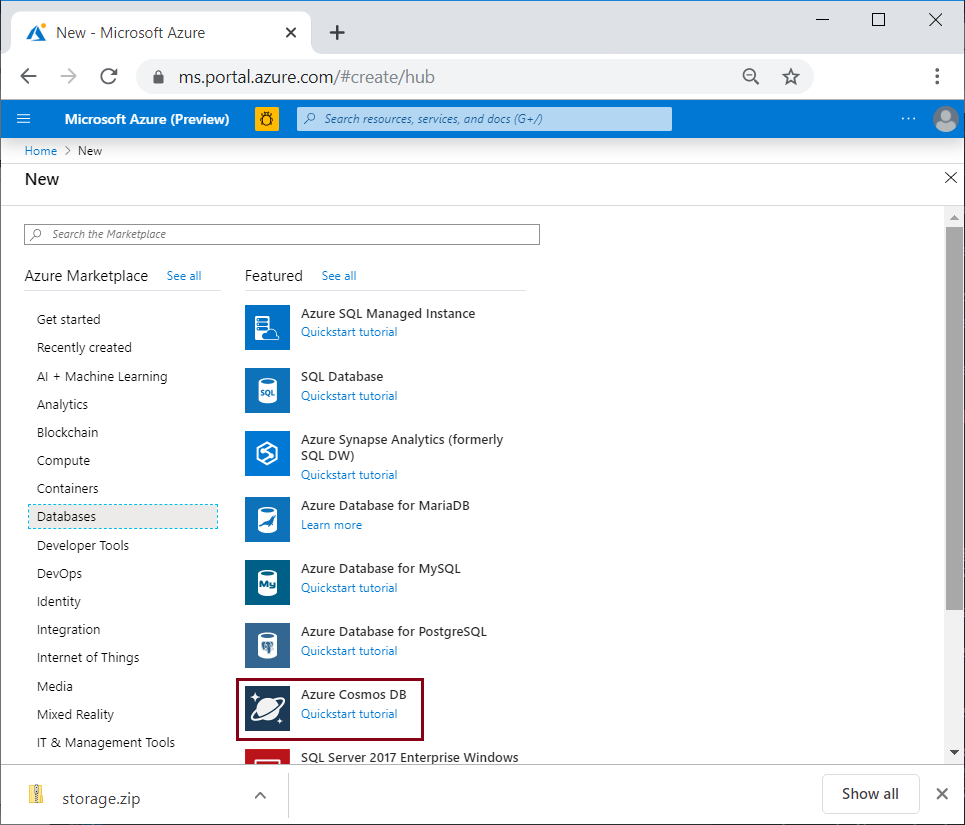 New - Microsoft Azure
ms.portal.azure.com/#create/hub
Microsoft Azure (Preview)
Search resources, services, and docs (G+/)
Home > New
New
Search the Marketplace
Azure Marketplace See all
Get started
Recently created
AI + Machine Learning
Analytics
Blockchain
Compute
Containers
Databases
Developer Tools
DevOps
Identity
Integration
Internet of Things
Media
Mixed Reality
IT & Management Tools
Featured See all
Azure SQL Managed Instance
Quickstart tutorial
SQL
SQL Database
Quickstart tutorial
Azure Synapse Analytics (formerly
SQL DW)
Quickstart tutorial
Azure Database for MariaDB
Learn more
My
Azure Database for MySQL
Quickstart tutorial
Azure Database for PostgreSQL
Quickstart tutorial
Azure Cosmos DB
Quickstart tutorial
SQL Server 2017 Enterprise Windows
storage.zip
Show all